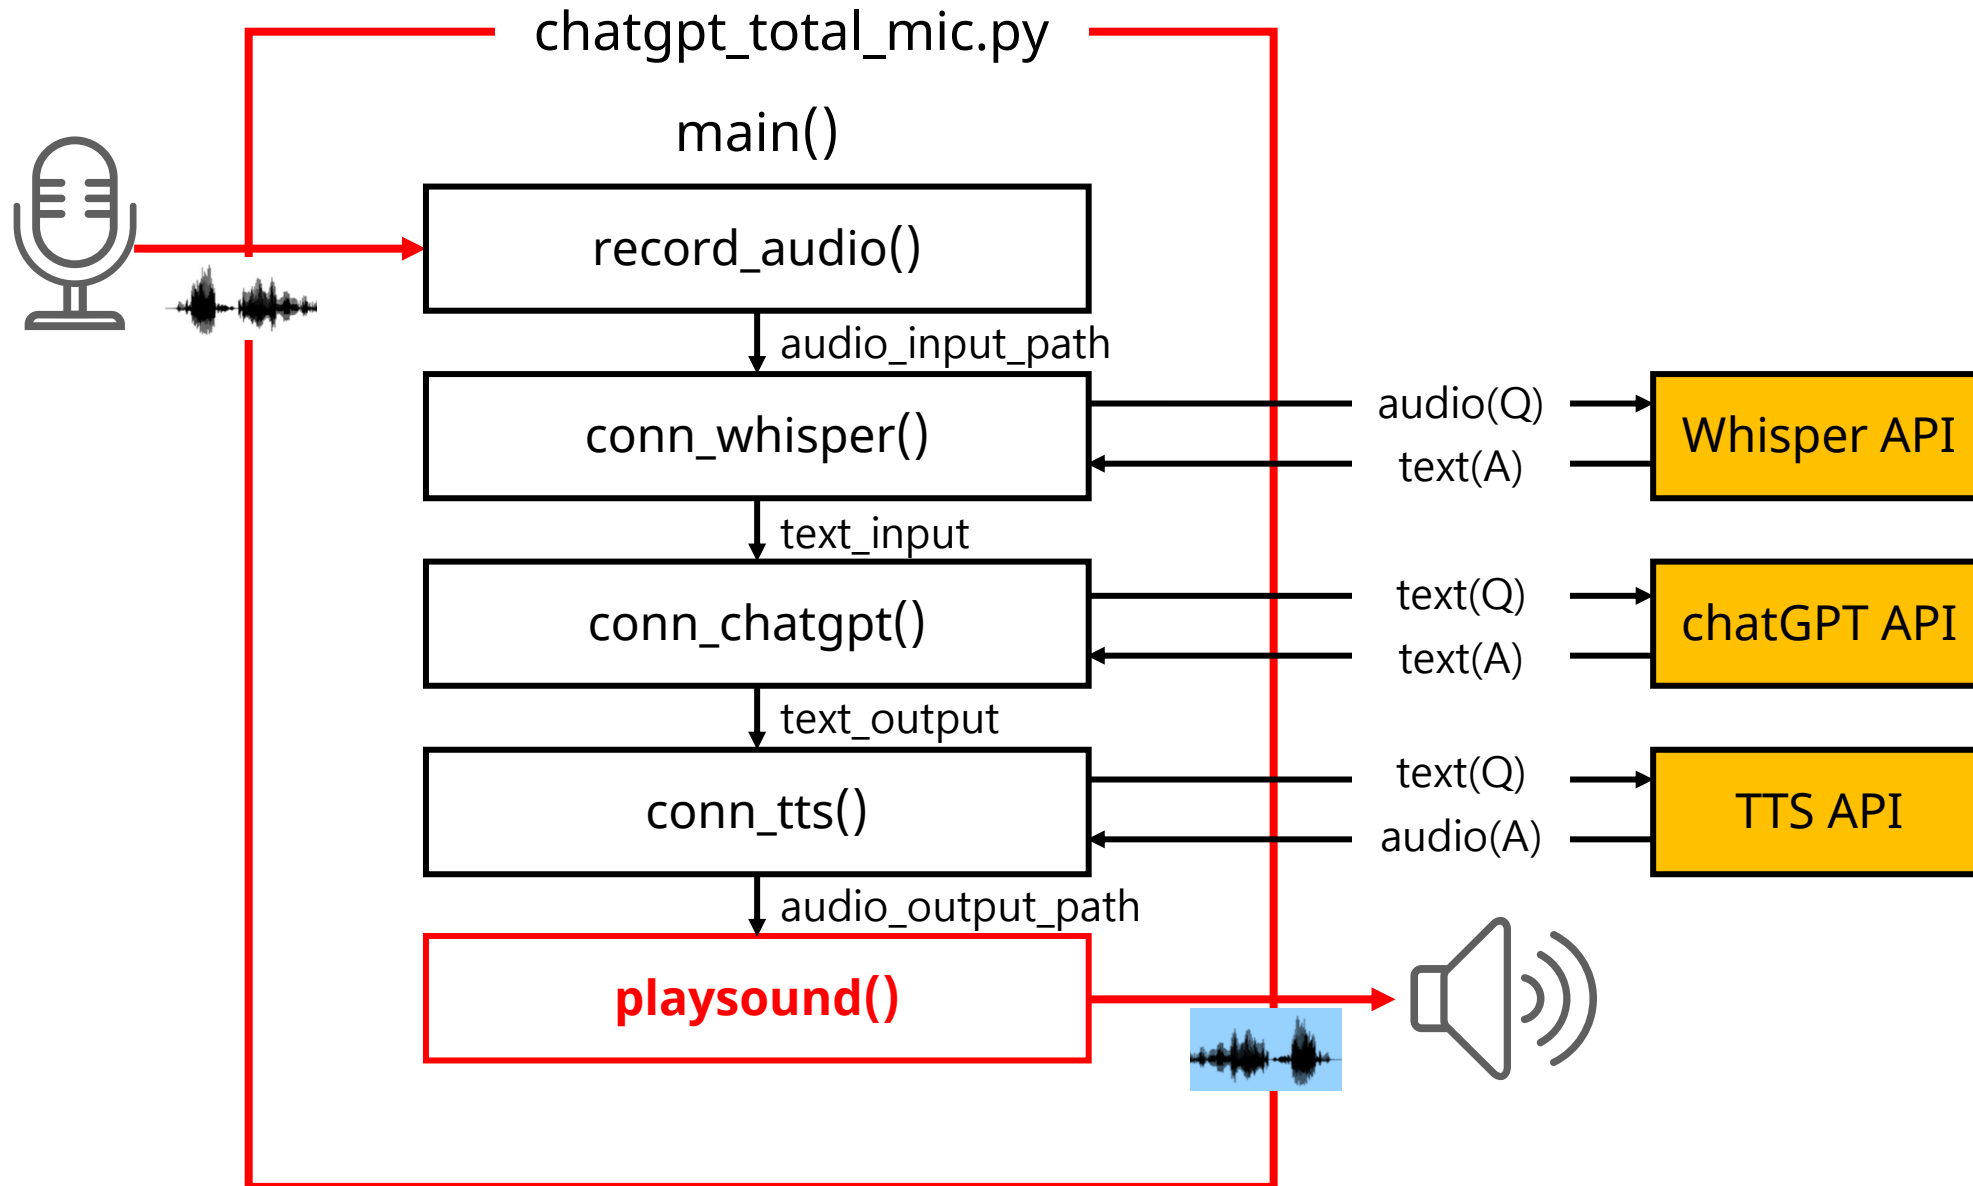 chatgpt_total_mic.py
main()
record_audio()
audio_input_path
conn_whisper()
audio(Q)
text(A)
Whisper API
text_input
conn_chatgpt()
text(Q)
text(A)
chatGPT API
text_output
conn_tts()
text(Q)
audio(A)
TTS API
audio_output_path
playsound()